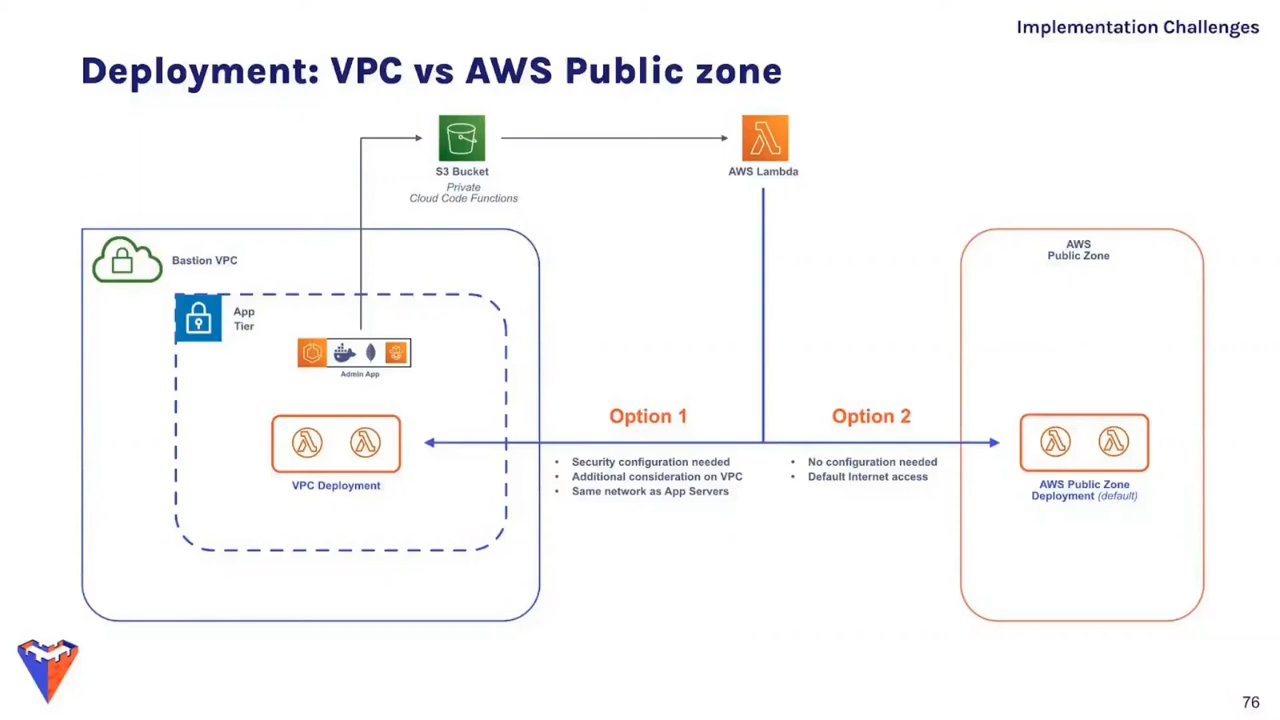 Implementation Challenges
Deployment: VPC vs AWS Public zone
S3 Bucket
Private
Cloud Code Functions
AWS Lambda
Bastion VPC
App
Tier
Admin App
VPC Deployment
Option 1
• Security configuration needed
• Additional consideration on VPC
• Same network as App Servers
Option 2
• No configuration needed
• Default Internet access
AWS
Public Zone
AWS Public Zone
Deployment (default)
76